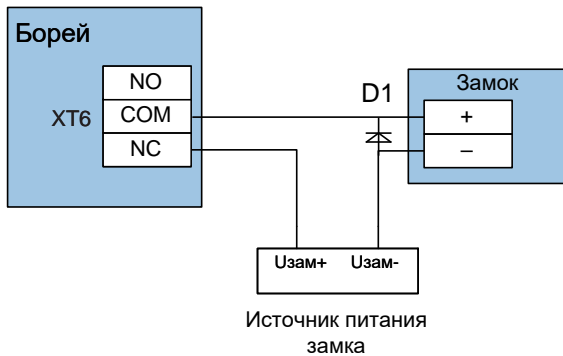 Борей
XT6
NO
COM
NC
D1
Замок
+
–
Uзам+ Uзам-
Источник питания
замка